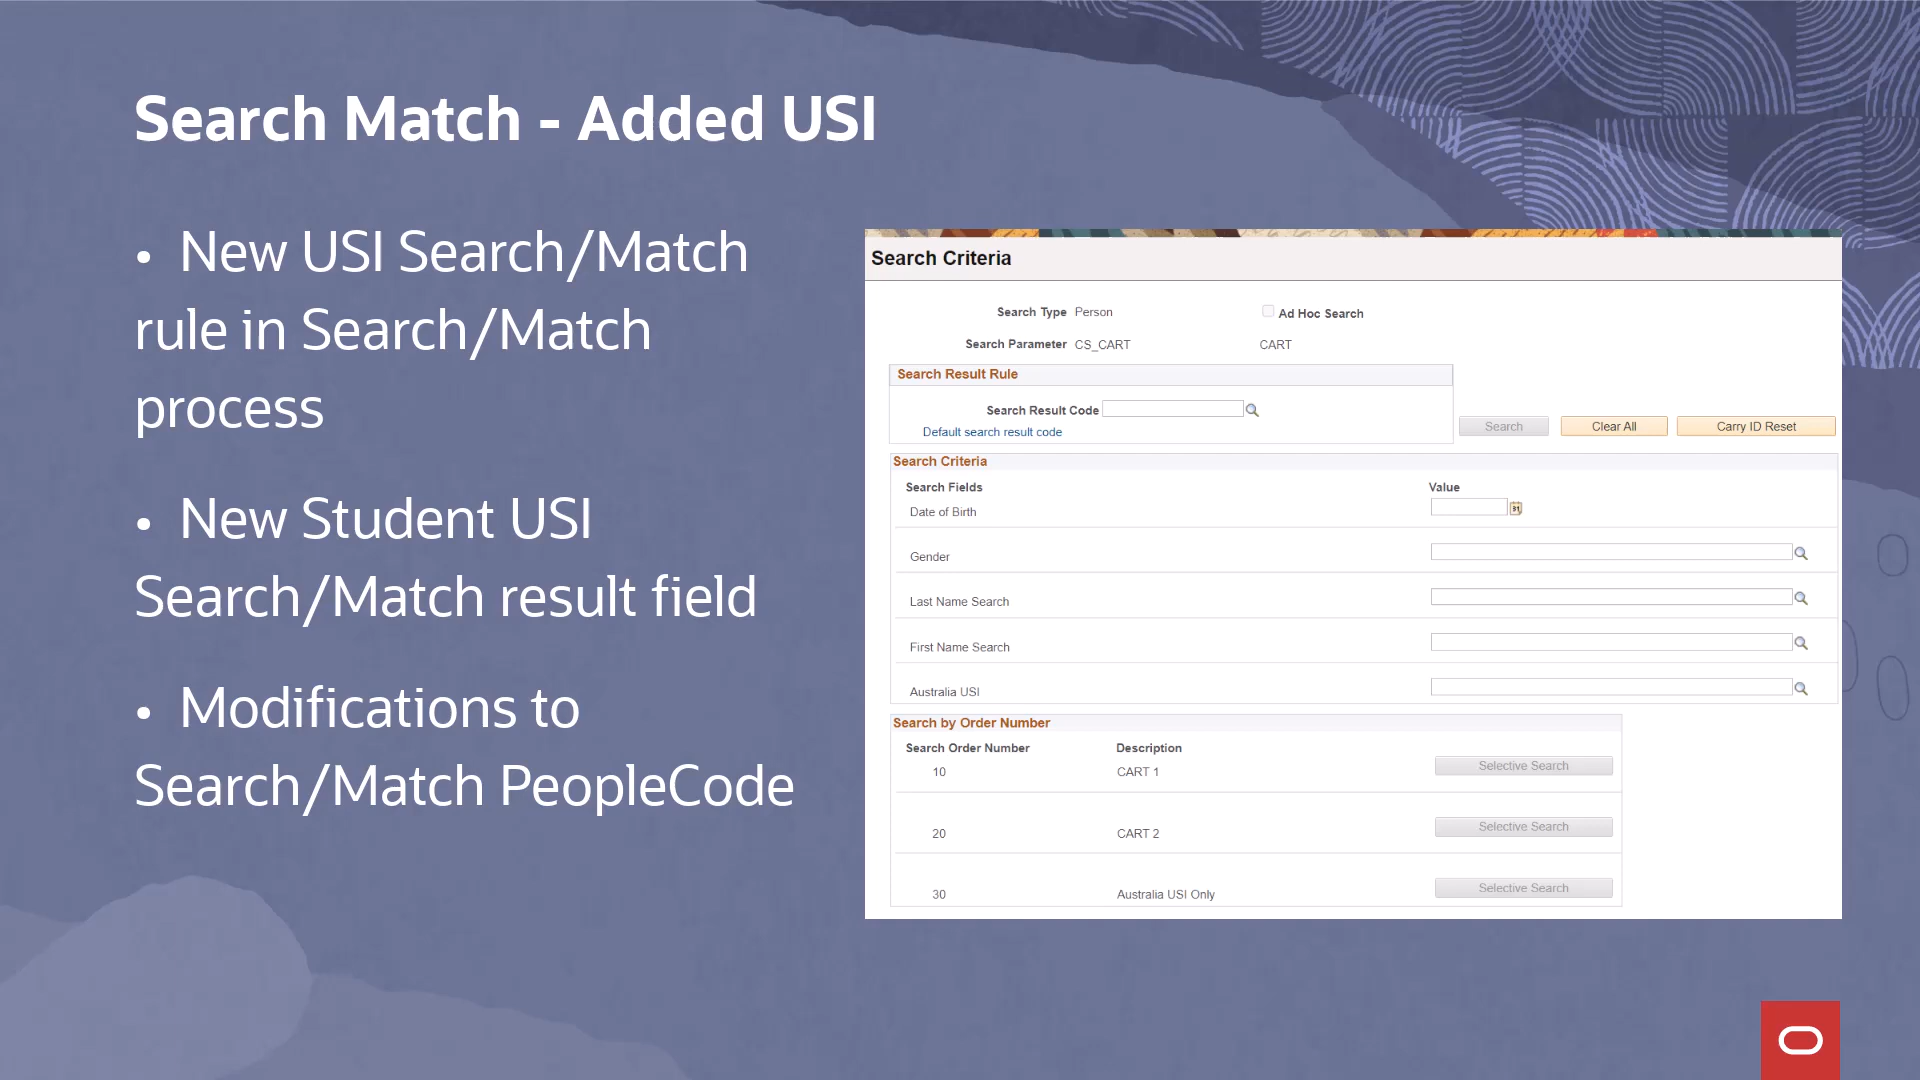 Search Match - Added USI
• New USI Search/Match
rule in Search/Match
process
• New Student USI
Search/Match result field
• Modifications to
Search/Match PeopleCode
Search Criteria
Search Type Person Ad Hoc Search
Search Parameter CS_CART CART
Search Result Rule
Search Result Code
Default search result code
Search Clear All Carry ID Reset
Search Criteria
Search Fields Value
Date of Birth
Gender
Last Name Search
First Name Search
Australia USI
Search by Order Number
Search Order Number Description
10 CART 1 Selective Search
20 CART 2 Selective Search
30 Australia USI Only Selective Search